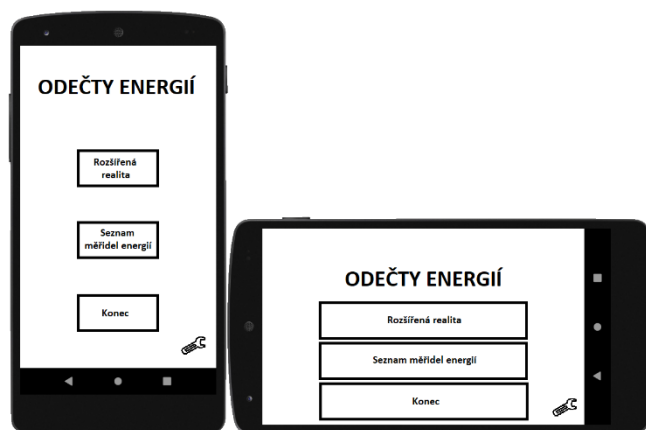 ODEČTY ENERGIÍ
Rozšířená
realita
Seznam
měřidel energií
Konec
ODEČTY ENERGIÍ
Rozšířená realita
Seznam měřidel energií
Konec